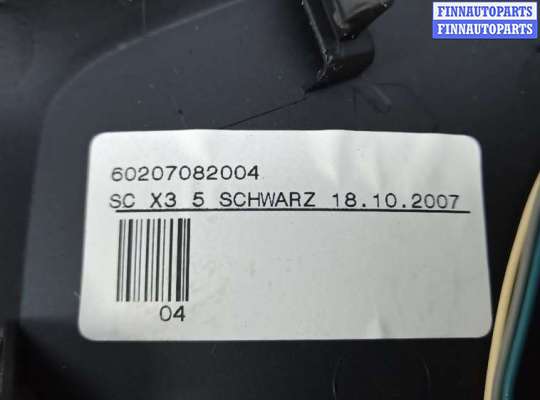 FINNAUTOPARTS
FINNAUTOPARTS
60207082004
SC X3 5 SCHWARZ 18.10.2007
04